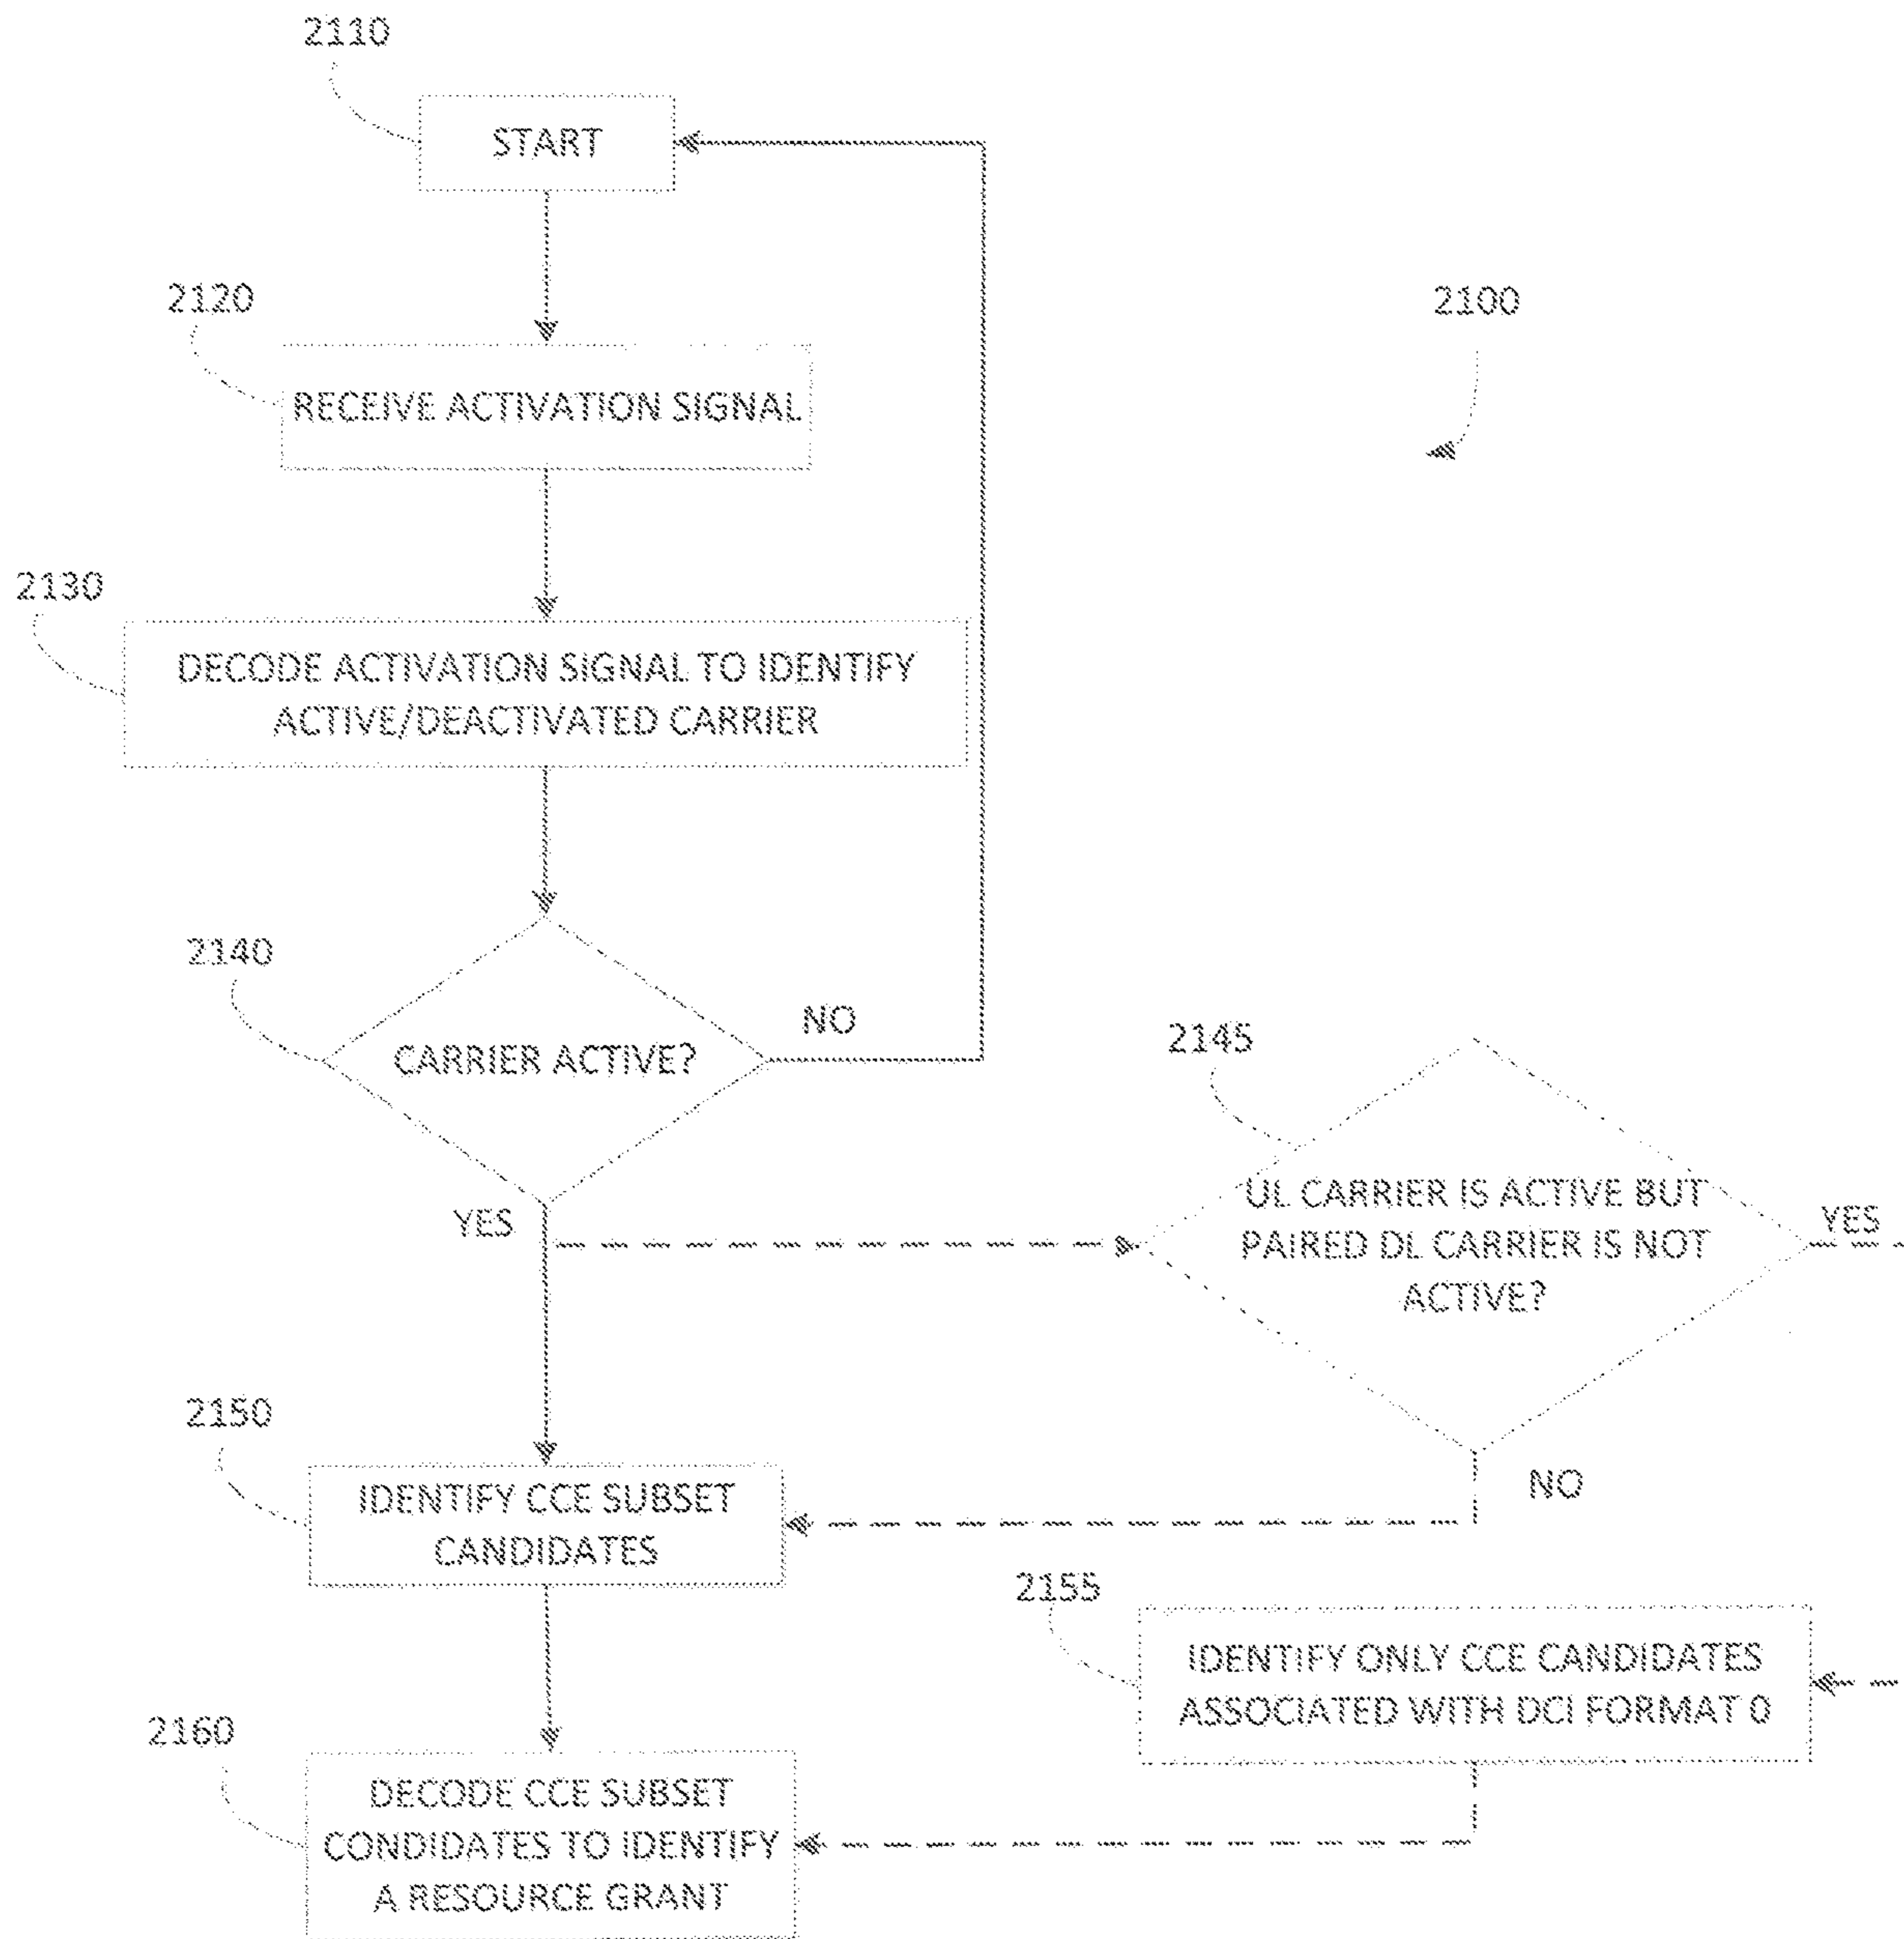 2110
START
2120
RECEIVE ACTIVATION SIGNAL
2100
2130
DECODE ACTIVATION SIGNAL TO IDENTIFY
ACTIVE/DEACTIVATED CARRIER
2140
CARRIER ACTIVE?
NO
YES
2145
UL CARRIER IS ACTIVE BUT
PAIRED DL CARRIER IS NOT
ACTIVE?
YES
NO
2150
IDENTIFY CCE SUBSET
CANDIDATES
2155
IDENTIFY ONLY CCE CANDIDATES
ASSOCIATED WITH DCI FORMAT 0
2160
DECODE CCE SUBSET
CONDIDATES TO IDENTIFY
A RESOURCE GRANT